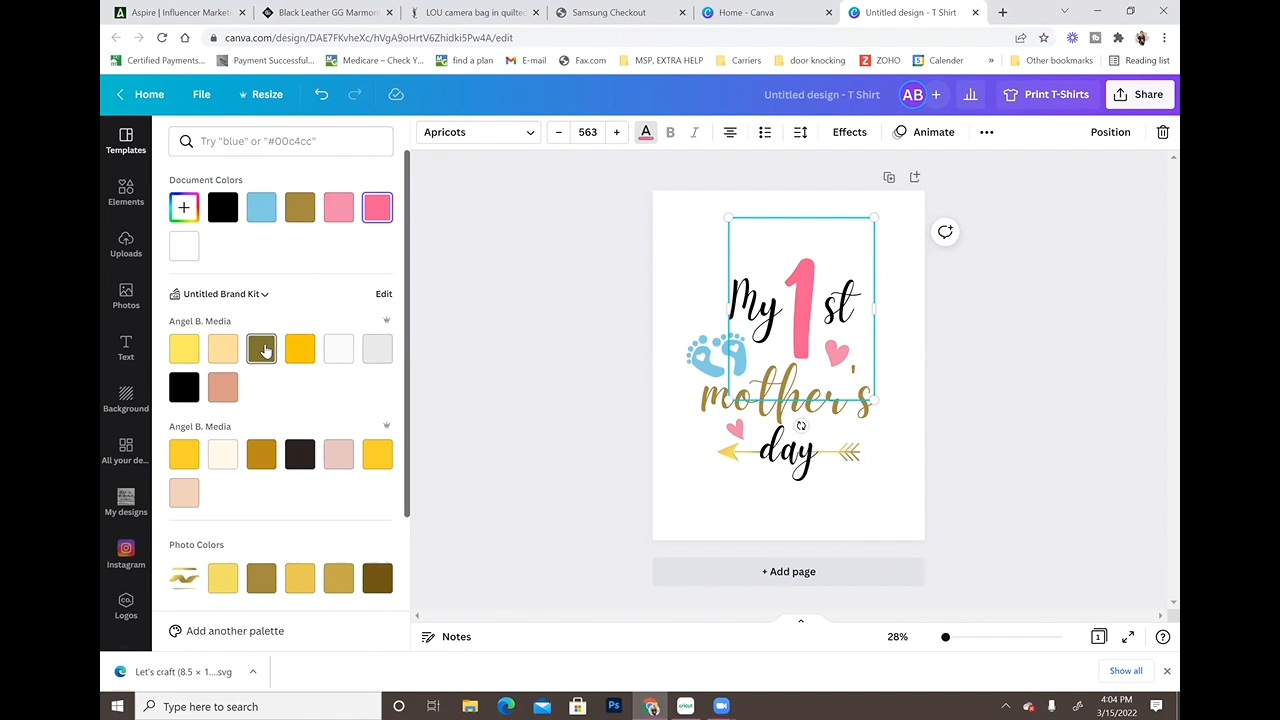 Aspire | Influencer Market
Black Leather GG Marmon
LOU camera bag in quilte
Samsung Checkout
Home - Canva
Untitled design - T Shirt
canva.com/design/DAE7FKvheXc/hVgA9oHrtV6Zhidki5Pw4A/edit
Certified Payments...
Payment Successful...
Medicare – Check Y...
find a plan
E-mail
Fax.com
MSP, EXTRA HELP
Carriers
door knocking
ZOHO
Calender
»
Other bookmarks
Reading list
Home
File
Resize
Untitled design - T Shirt
AB
+
Print T-Shirts
Share
Templates
Elements
Uploads
Photos
Text
Background
All your de...
My designs
Instagram
CO.
Logos
Try "blue" or "#00c4cc"
Document Colors
Untitled Brand Kit
Edit
Angel B. Media
Angel B. Media
Photo Colors
Add another palette
Apricots
– 563 +
A
B
I
Effects
Animate
•••
Position
My 1st
mother's
day
+ Add page
Notes
28%
1
Let's craft (8.5 × 1....svg
Show all
Type here to search
Ps
cricut
4:04 PM
3/15/2022